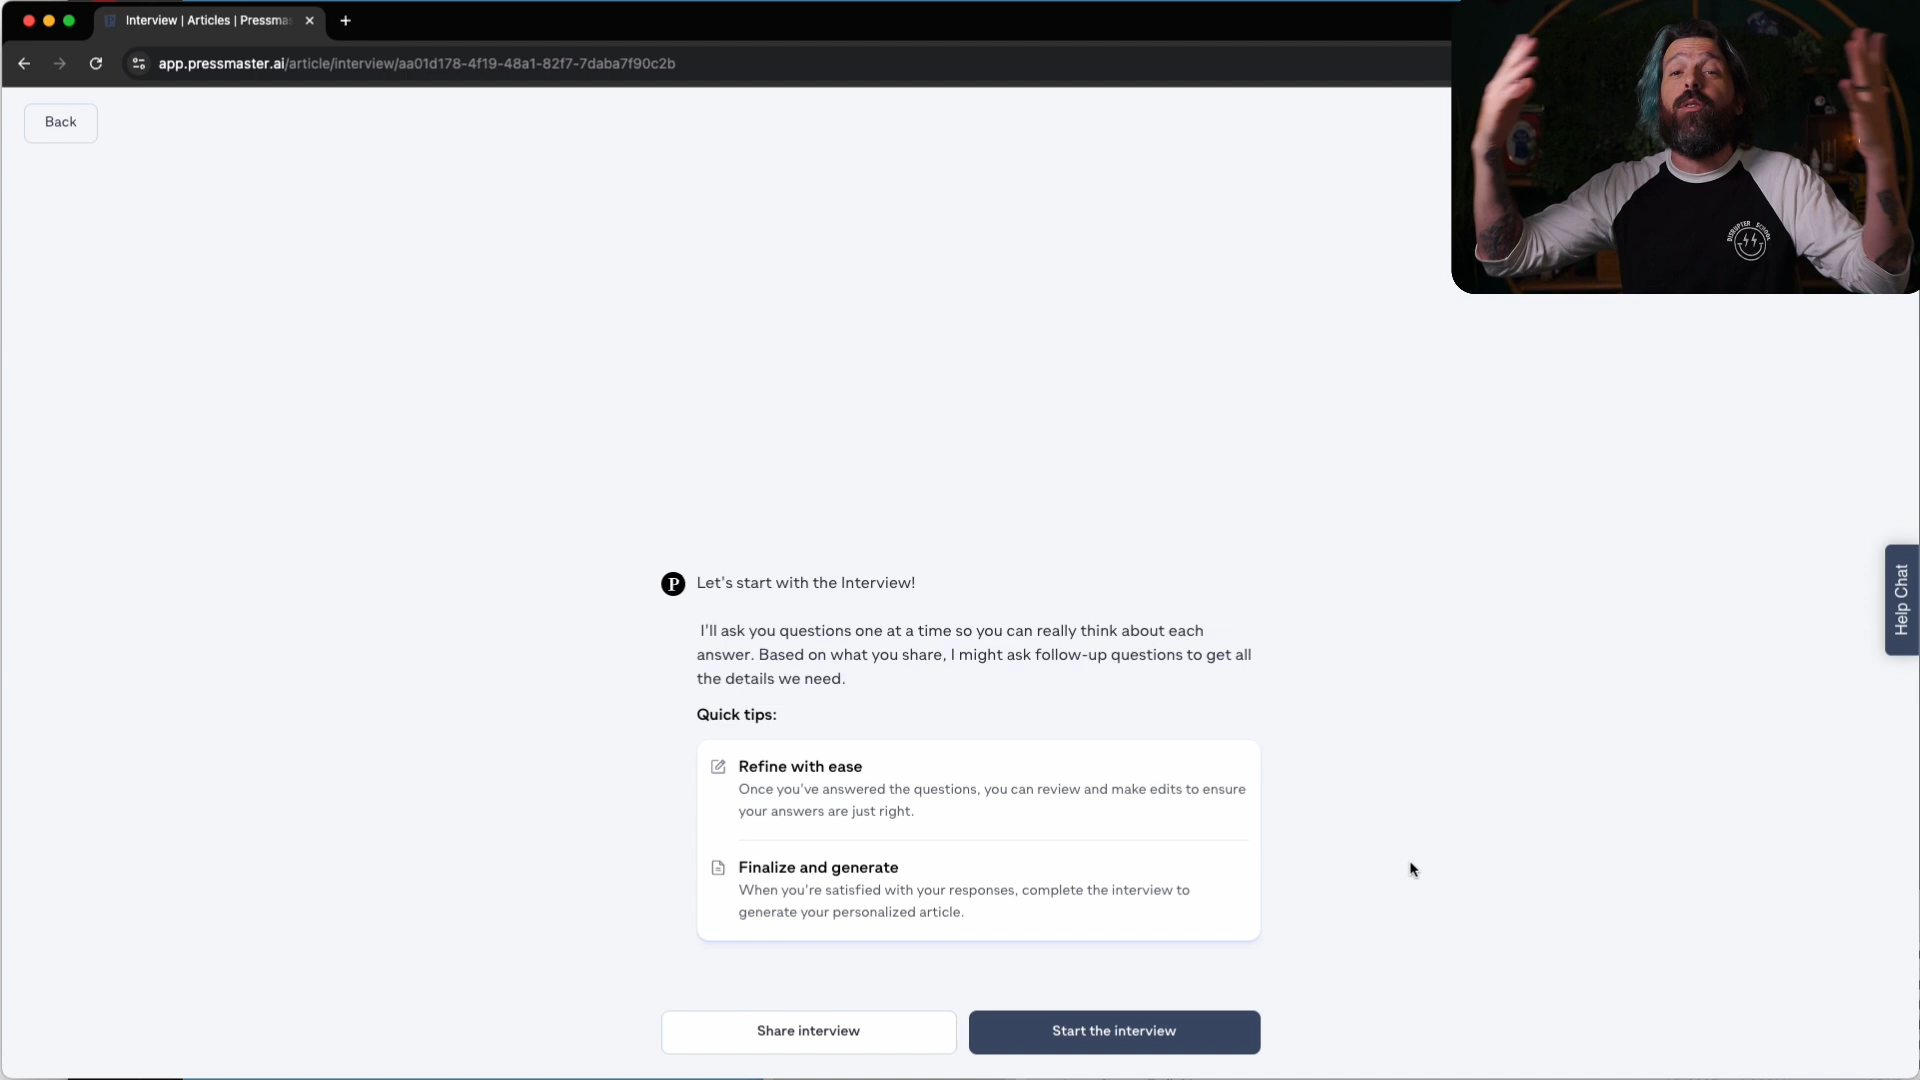 Interview | Articles | Pressma
app.pressmaster.ai/article/interview/aa01d178-4f19-48a1-82f7-7daba7f90c2b
Back
DISRUPTER SCHOOL
P
Let's start with the Interview!
I'll ask you questions one at a time so you can really think about each
answer. Based on what you share, I might ask follow-up questions to get all
the details we need.
Quick tips:
Refine with ease
Once you've answered the questions, you can review and make edits to ensure
your answers are just right.
Finalize and generate
When you're satisfied with your responses, complete the interview to
generate your personalized article.
Share interview
Start the interview
Help Chat